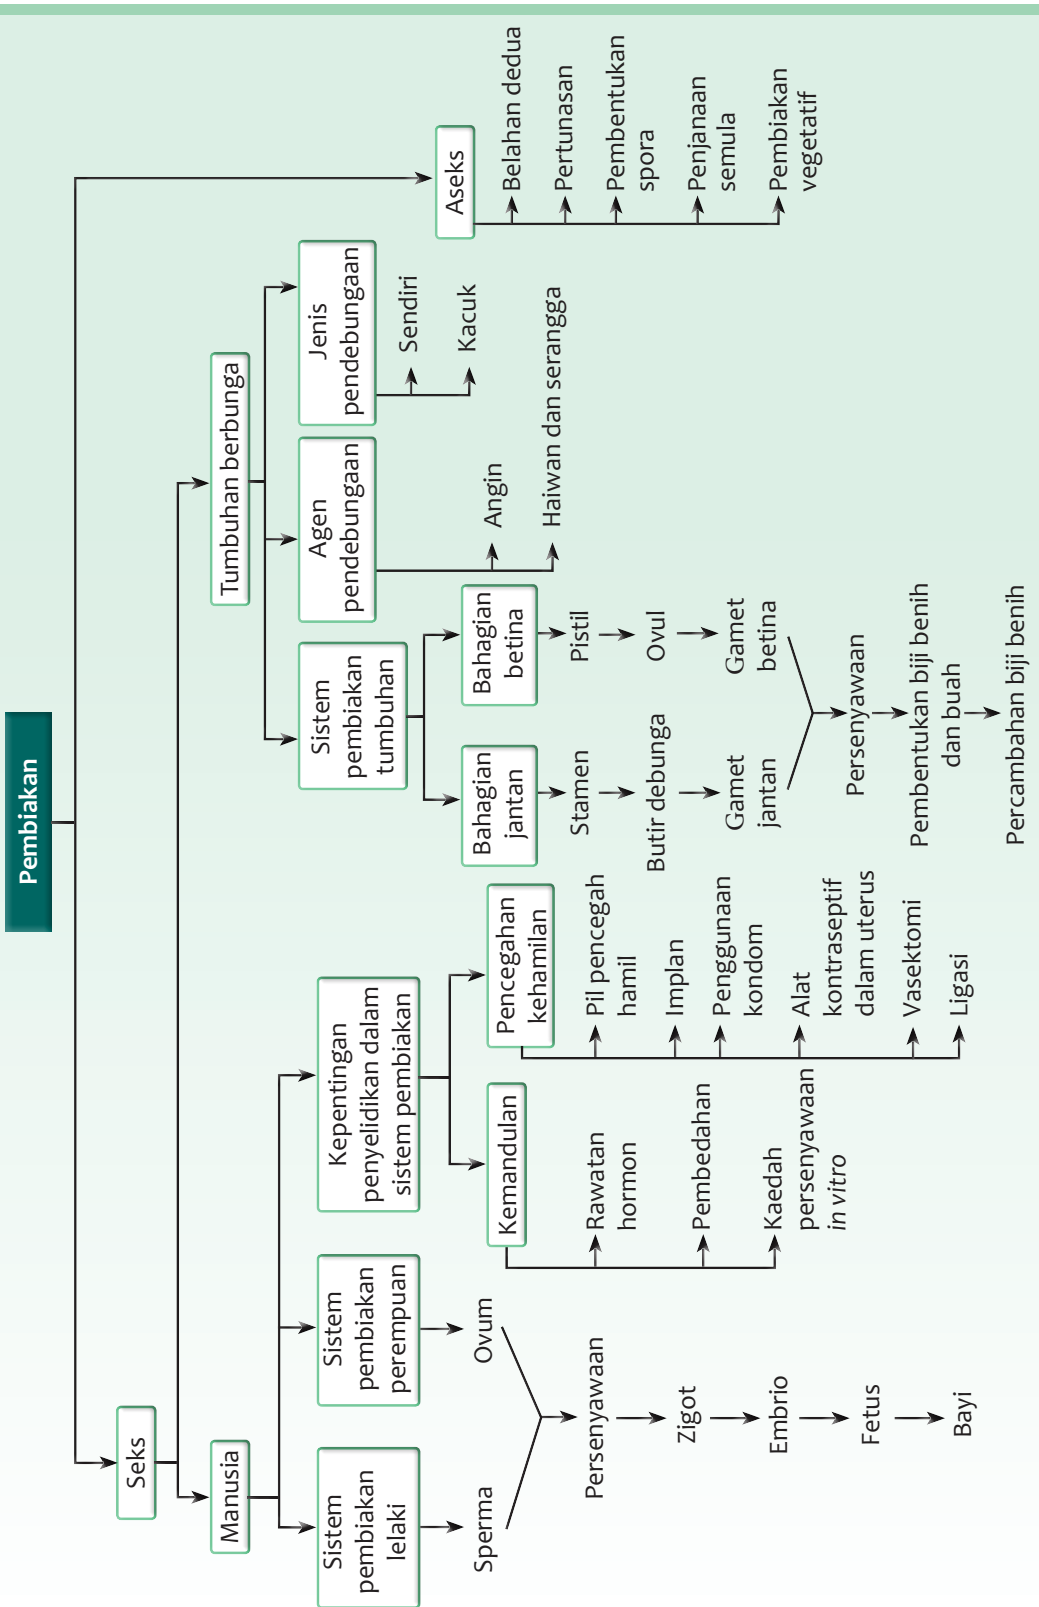 Pembiakan
Seks
Manusia
Sistem
pembiakan
lelaki
Sperma
Sistem
pembiakan
perempuan
Ovum
Persenyawaan
Zigot
Embrio
Fetus
Bayi
Kepentingan
penyelidikan dalam
sistem pembiakan
Kemandulan
Rawatan
hormon
Pembedahan
Kaedah
persenyawaan
in vitro
Pencegahan
kehamilan
Pil pencegah
hamil
Implan
Penggunaan
kondom
Alat
kontraseptif
dalam uterus
Vasektomi
Ligasi
Tumbuhan berbunga
Sistem
pembiakan
tumbuhan
Bahagian
jantan
Stamen
Butir debunga
Gamet
jantan
Bahagian
betina
Pistil
Ovul
Gamet
betina
Persenyawaan
Pembentukan biji benih
dan buah
Percambahan biji benih
Agen
pendebungaan
Angin
Haiwan dan serangga
Jenis
pendebungaan
Sendiri
Kacuk
Aseks
Belahan dedua
Pertunasan
Pembentukan
spora
Penjanaan
semula
Pembiakan
vegetatif